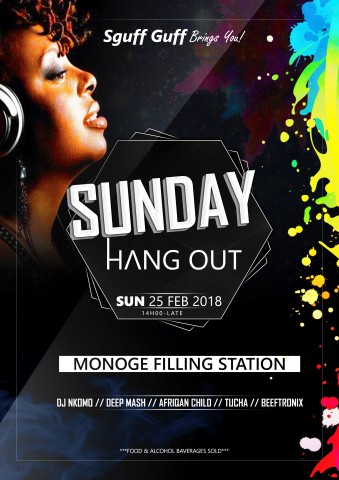 Sguff Guff Brings You!
SUNDAY
HANG OUT
SUN 25 FEB 2018
14H00-LATE
MONOGE FILLING STATION
DJ NKOMO // DEEP MASH // AFRIQAN CHILD // TUCHA // BEEFTRONIX
***FOOD & ALCOHOL BAVERAGES SOLD***